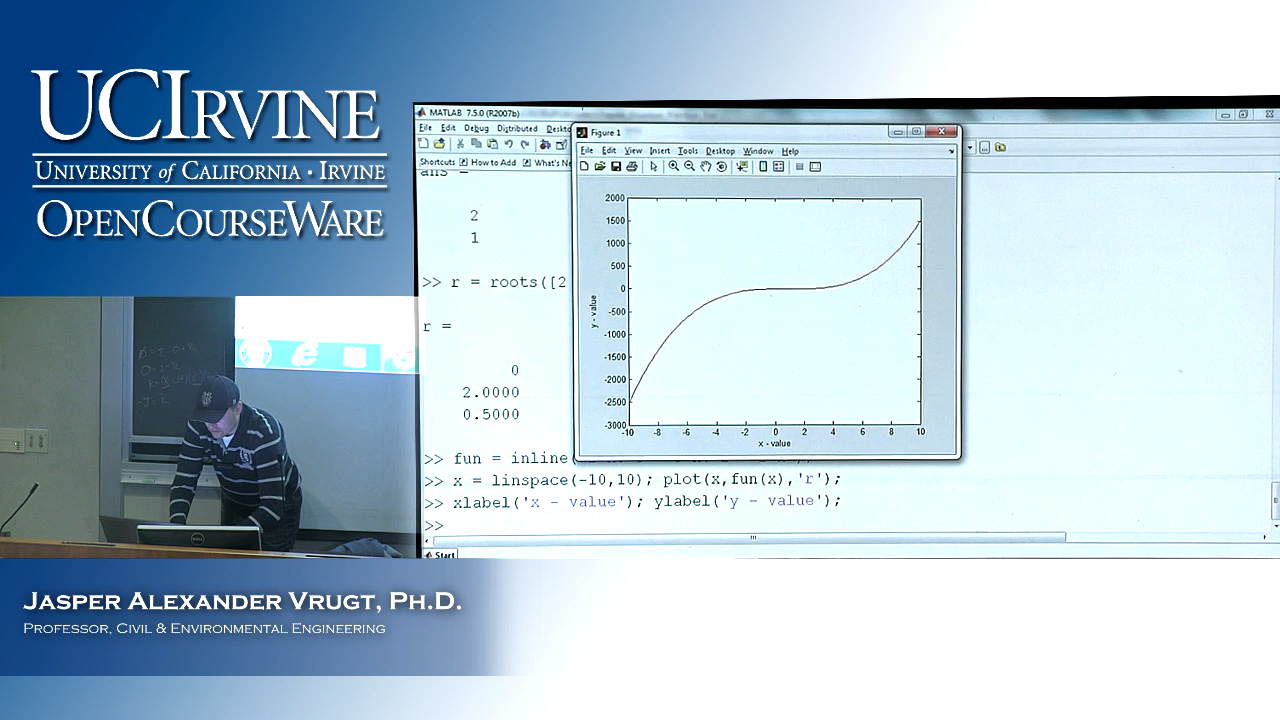 UCIRVINE
UNIVERSITY of CALIFORNIA · IRVINE
OPENCOURSEWARE
MATLAB 7.5.0 (R2007b)
File Edit Debug Distributed Deskto
Shortcuts How to Add What's Ne
ans =
2
1
>> r = roots([2
r =
0
2.0000
0.5000
>> fun = inline(
>> x = linspace(-10,10); plot(x,fun(x),'r');
>> xlabel('x - value'); ylabel('y - value');
>>
Start
Figure 1
File Edit View Insert Tools Desktop Window Help
2000
1500
1000
500
0
-500
-1000
-1500
-2000
-2500
-3000
y - value
-10 -8 -6 -4 -2 0 2 4 6 8 10
x - value
DELL
JASPER ALEXANDER VRUGT, PH.D.
PROFESSOR, CIVIL & ENVIRONMENTAL ENGINEERING